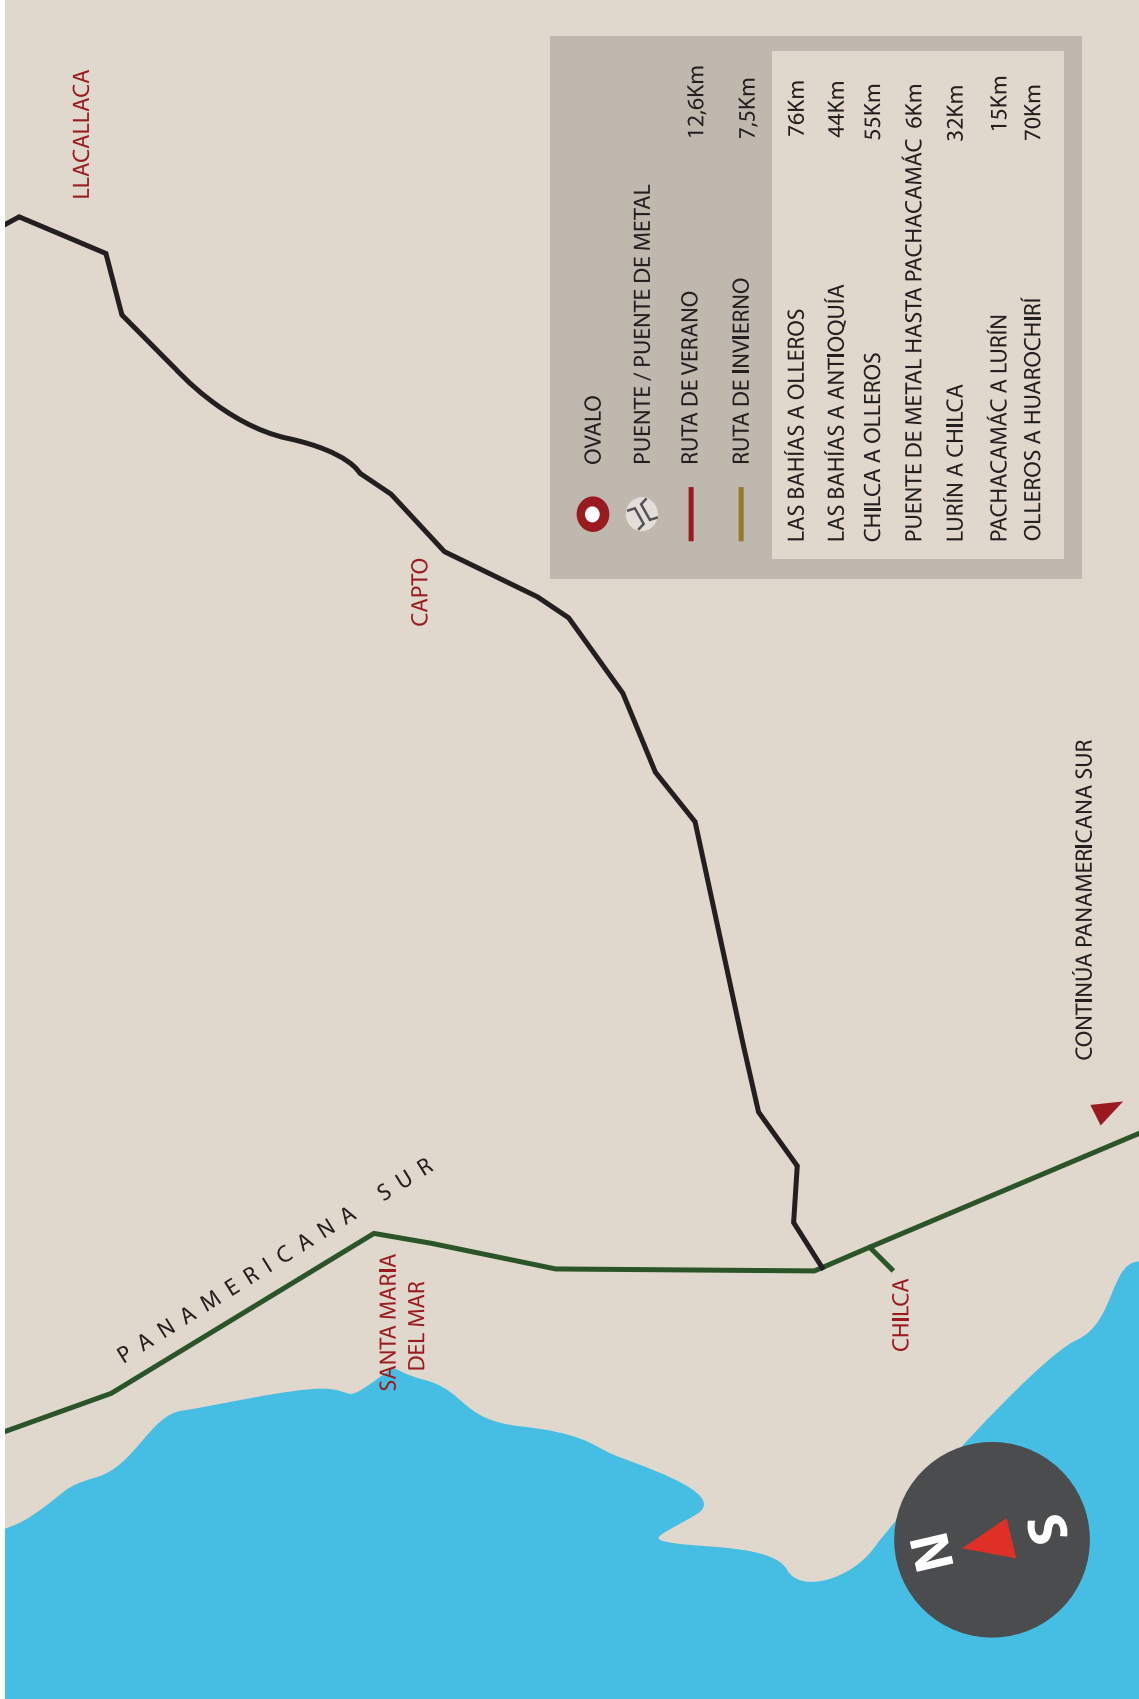 LLACALLACA
CAPTO
PANAMERICANA SUR
SANTA MARIA
DEL MAR
CHILCA
CONTINÚA PANAMERICANA SUR
N
S
OVALO
PUENTE / PUENTE DE METAL
RUTA DE VERANO 12,6Km
RUTA DE INVIERNO 7,5Km
LAS BAHÍAS A OLLEROS 76Km
LAS BAHÍAS A ANTIOQUÍA 44Km
CHILCA A OLLEROS 55Km
PUENTE DE METAL HASTA PACHACAMÁC 6Km
LURÍN A CHILCA 32Km
PACHACAMÁC A LURÍN 15Km
OLLEROS A HUAROCHIRÍ 70Km